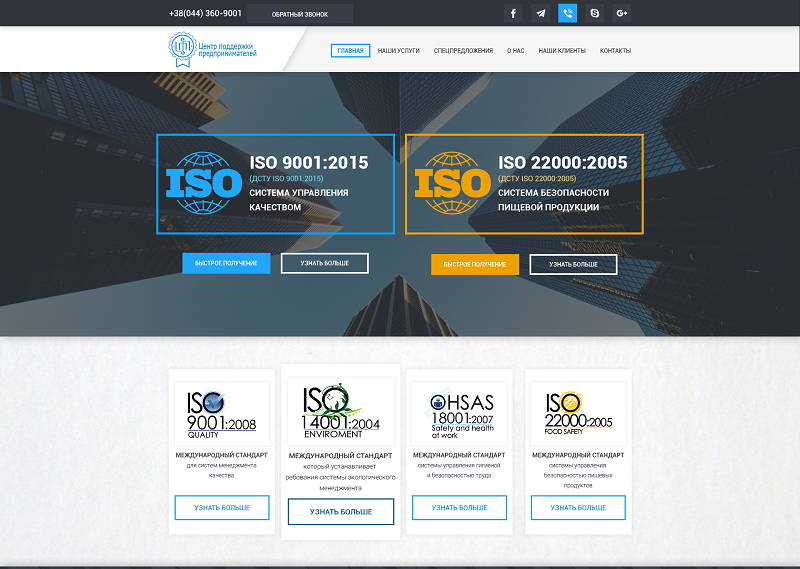 +38(044) 360-9001
ОБРАТНЫЙ ЗВОНОК
G+
Центр поддержки
предпринимателей
ГЛАВНАЯ
НАШИ УСЛУГИ
СПЕЦПРЕДЛОЖЕНИЯ
О НАС
НАШИ КЛИЕНТЫ
КОНТАКТЫ
ISO
ISO 9001:2015
(ДСТУ ISO 9001:2015)
СИСТЕМА УПРАВЛЕНИЯ
КАЧЕСТВОМ
БЫСТРОЕ ПОЛУЧЕНИЕ
УЗНАТЬ БОЛЬШЕ
ISO
ISO 22000:2005
(ДСТУ ISO 22000:2005)
СИСТЕМА БЕЗОПАСНОСТИ
ПИЩЕВОЙ ПРОДУКЦИИ
БЫСТРОЕ ПОЛУЧЕНИЕ
УЗНАТЬ БОЛЬШЕ
ISO
9001:2008
QUALITY
МЕЖДУНАРОДНЫЙ СТАНДАРТ
для систем менеджмента
качества
УЗНАТЬ БОЛЬШЕ
ISO
14001:2004
ENVIROMENT
МЕЖДУНАРОДНЫЙ СТАНДАРТ
который устанавливает
ребования системы экологического
менеджмента
УЗНАТЬ БОЛЬШЕ
OHSAS
18001:2007
Safety and health
at work
МЕЖДУНАРОДНЫЙ СТАНДАРТ
системы управления гигиеной
и безопасностью труда
УЗНАТЬ БОЛЬШЕ
ISO
22000:2005
FOOD SAFETY
МЕЖДУНАРОДНЫЙ СТАНДАРТ
системы управления
безопасностью пищевых
продуктов
УЗНАТЬ БОЛЬШЕ